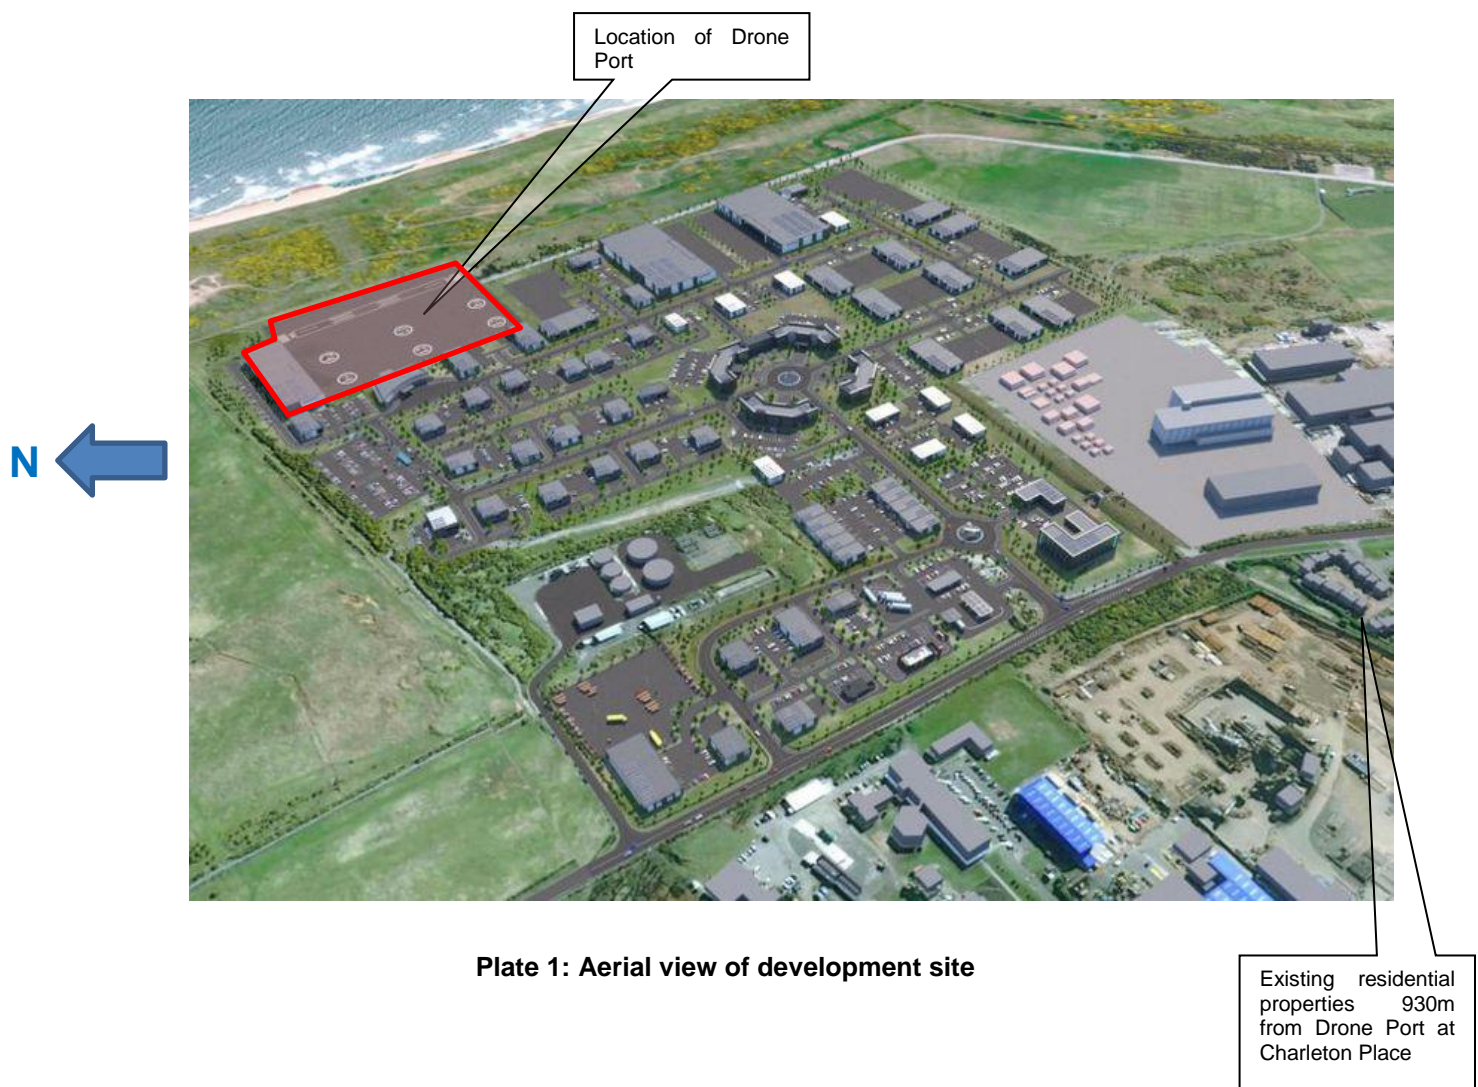 Location of Drone
Port
N
Plate 1: Aerial view of development site
Existing residential
properties 930m
from Drone Port at
Charleton Place